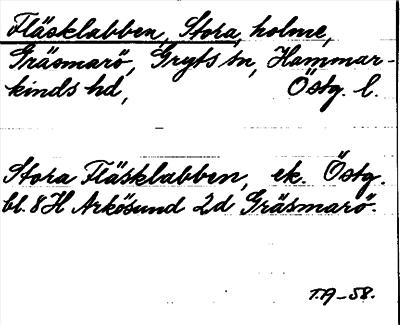 Fläsklabben, Stora, holme,
Gräsmarö, Gryts sn, Hammar-
kinds hd, Östg. l.
Stora Fläsklabben, ek. Östg.
bl. 8H Arkösund 2d Gräsmarö.
T.A-58.